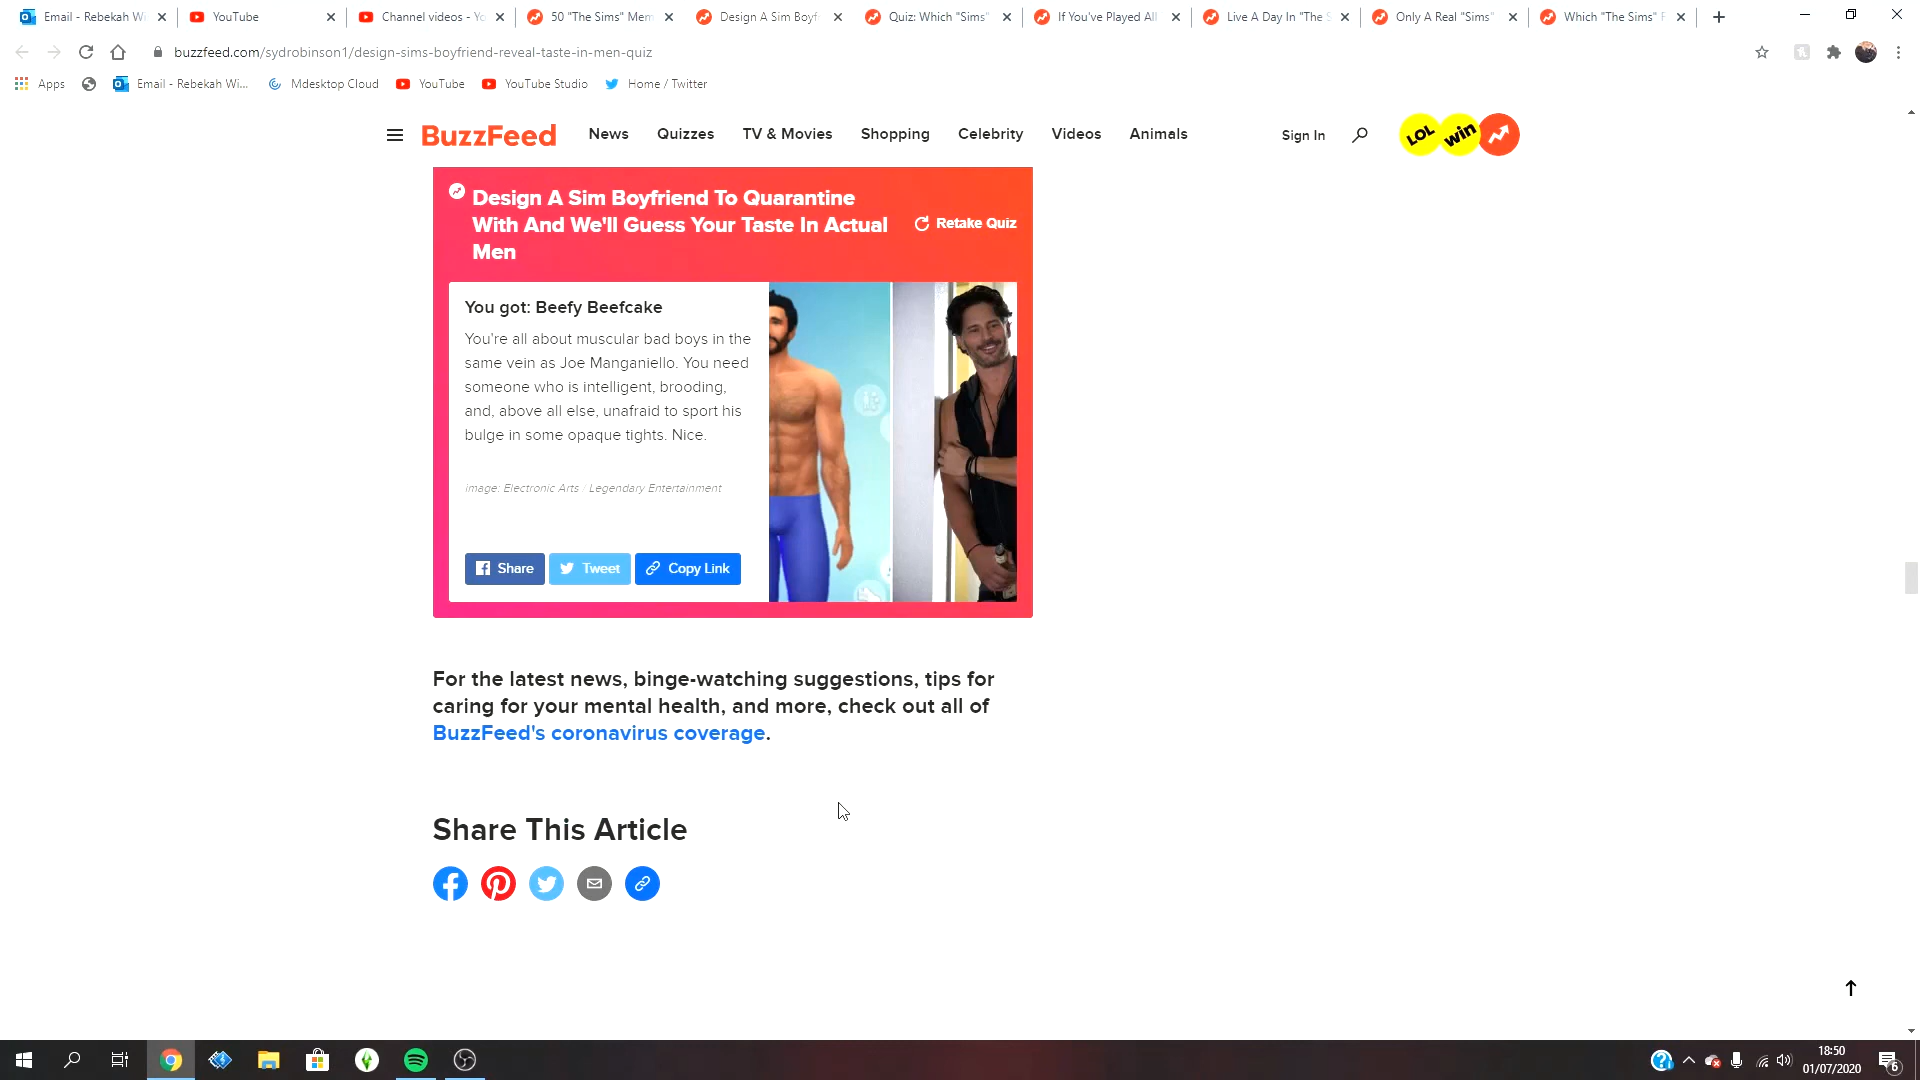 Email - Rebekah Wi
YouTube
Channel videos - Yo
50 "The Sims" Mem
Design A Sim Boyf
Quiz: Which "Sims"
If You've Played All
Live A Day In "The S
Only A Real "Sims"
Which "The Sims" F
buzzfeed.com/sydrobinson1/design-sims-boyfriend-reveal-taste-in-men-quiz
Apps
Email - Rebekah Wi...
Mdesktop Cloud
YouTube
YouTube Studio
Home / Twitter
BuzzFeed
News
Quizzes
TV & Movies
Shopping
Celebrity
Videos
Animals
Sign In
LOL
win
Design A Sim Boyfriend To Quarantine
With And We'll Guess Your Taste In Actual
Men
Retake Quiz
You got: Beefy Beefcake
You're all about muscular bad boys in the
same vein as Joe Manganiello. You need
someone who is intelligent, brooding,
and, above all else, unafraid to sport his
bulge in some opaque tights. Nice.
image: Electronic Arts / Legendary Entertainment
Share
Tweet
Copy Link
For the latest news, binge-watching suggestions, tips for
caring for your mental health, and more, check out all of
BuzzFeed's coronavirus coverage.
Share This Article
18:50
01/07/2020
6